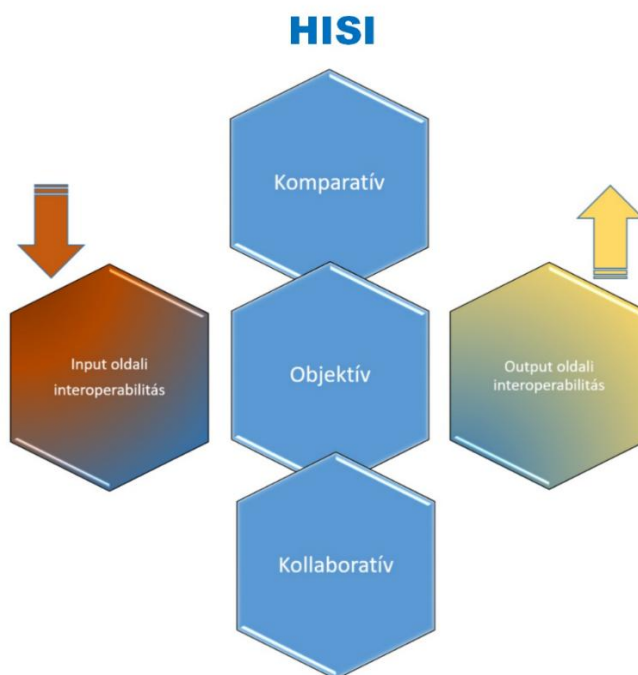 HISI
Komparatív
Input oldali
interoperabilitás
Objektív
Output oldali
interoperabilitás
Kollaboratív